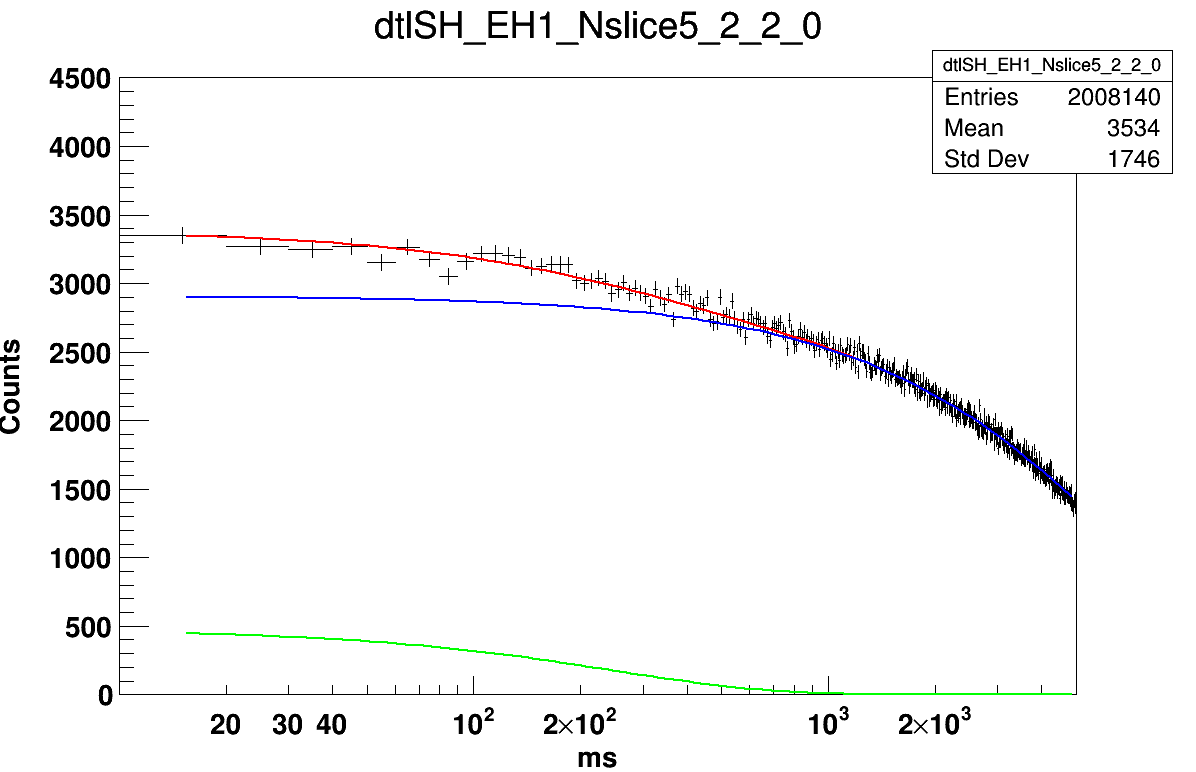 dtlSH_EH1_Nslice5_2_2_0
dtlSH_EH1_Nslice5_2_2_0
Entries 2008140
Mean 3534
Std Dev 1746
4500
4000
3500
3000
2500
2000
1500
1000
500
0
Counts
20 30 40 10² 2×10² 10³ 2×10³
ms